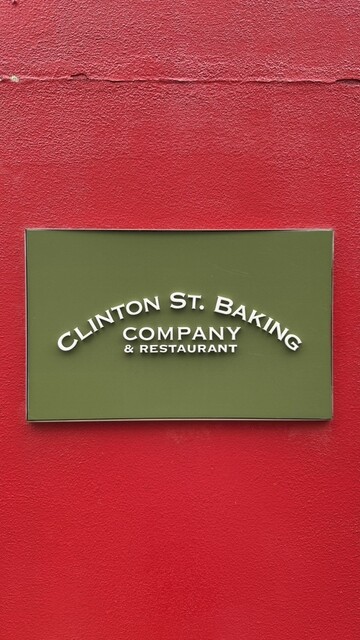 CLINTON ST. BAKING
COMPANY
& RESTAURANT